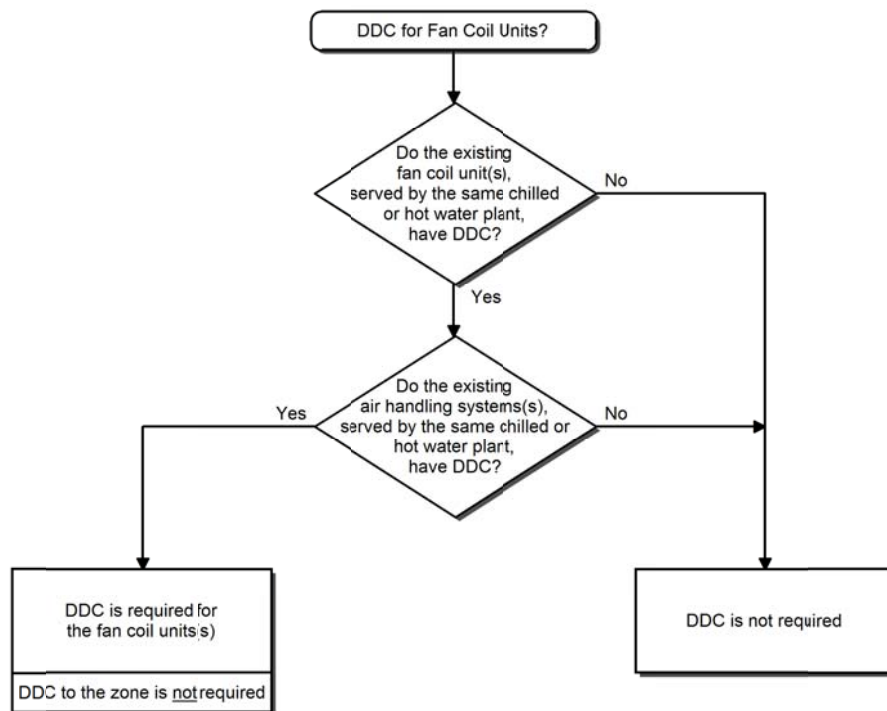 DDC for Fan Coil Units?
Do the existing
fan coil unit(s),
served by the same chilled
or hot water plant,
have DDC?
No
Yes
Do the existing
air handling systems(s),
served by the same chilled or
hot water plant,
have DDC?
Yes
No
DDC is required for
the fan coil units(s)
DDC to the zone is not required
DDC is not required